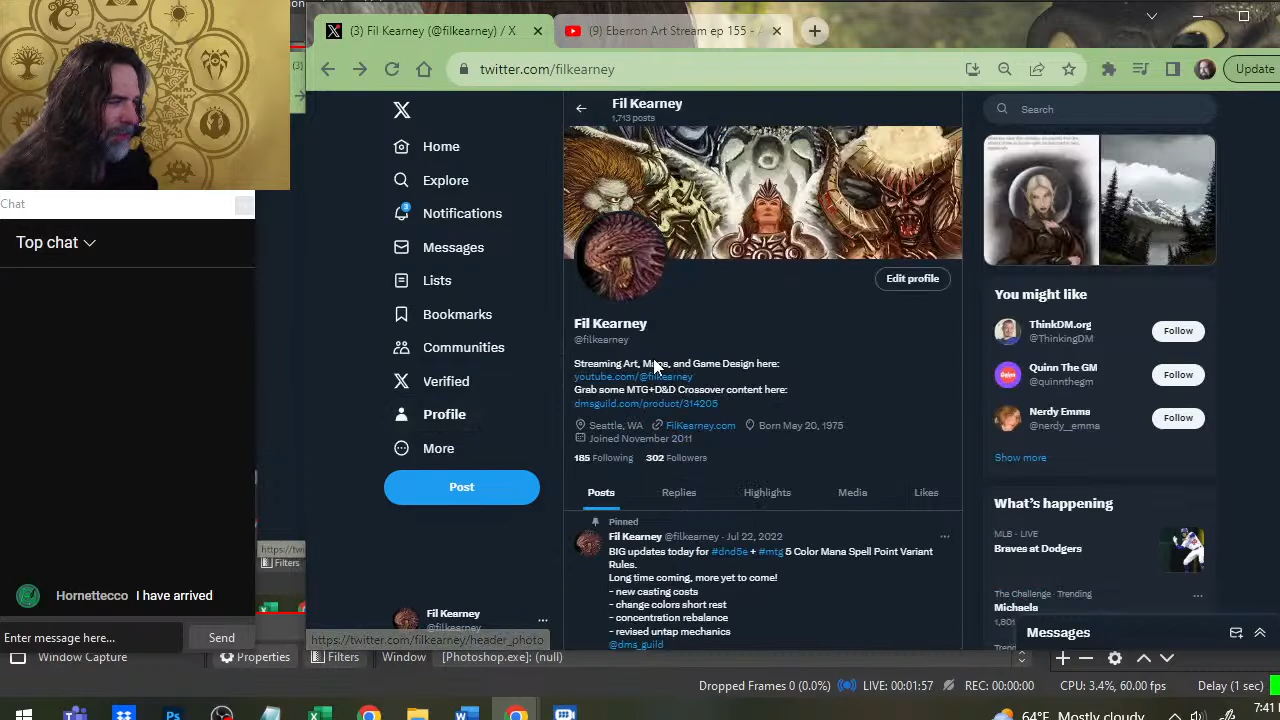 (3) Fil Kearney (@filkearney) / X
(9) Eberron Art Stream ep 155 - A
twitter.com/filkearney
Update
Chat
Top chat
Hornettecco I have arrived
Enter message here...
Send
Home
Explore
Notifications
Messages
Lists
Bookmarks
Communities
Verified
Profile
More
Post
Fil Kearney
@filkearney
Fil Kearney
1,713 posts
Edit profile
Fil Kearney
@filkearney
Streaming Art, Maps, and Game Design here:
youtube.com/@filkearney
Grab some MTG+D&D Crossover content here:
dmsguild.com/product/314205
Seattle, WA FilKearney.com Born May 20, 1975
Joined November 2011
185 Following 302 Followers
Posts Replies Highlights Media Likes
Pinned
Fil Kearney @filkearney · Jul 22, 2022
BIG updates today for #dnd5e + #mtg 5 Color Mana Spell Point Variant
Rules.
Long time coming, more yet to come!
- new casting costs
- change colors short rest
- concentration rebalance
- revised untap mechanics
@dms_guild
Search
You might like
ThinkDM.org
@ThinkingDM
Follow
Quinn The GM
@quinnthegm
Follow
Nerdy Emma
@nerdy_emma
Follow
Show more
What's happening
MLB · LIVE
Braves at Dodgers
The Challenge · Trending
Michaels
Messages
https://twitter.com/filkearney/header_photo
https://twi
Filters
Window Capture
Properties
Filters
Window
[Photoshop.exe]: (null)
Dropped Frames 0 (0.0%)
LIVE: 00:01:57
REC: 00:00:00
CPU: 3.4%, 60.00 fps
Delay (1 sec)
64°F Mostly cloudy
7:41